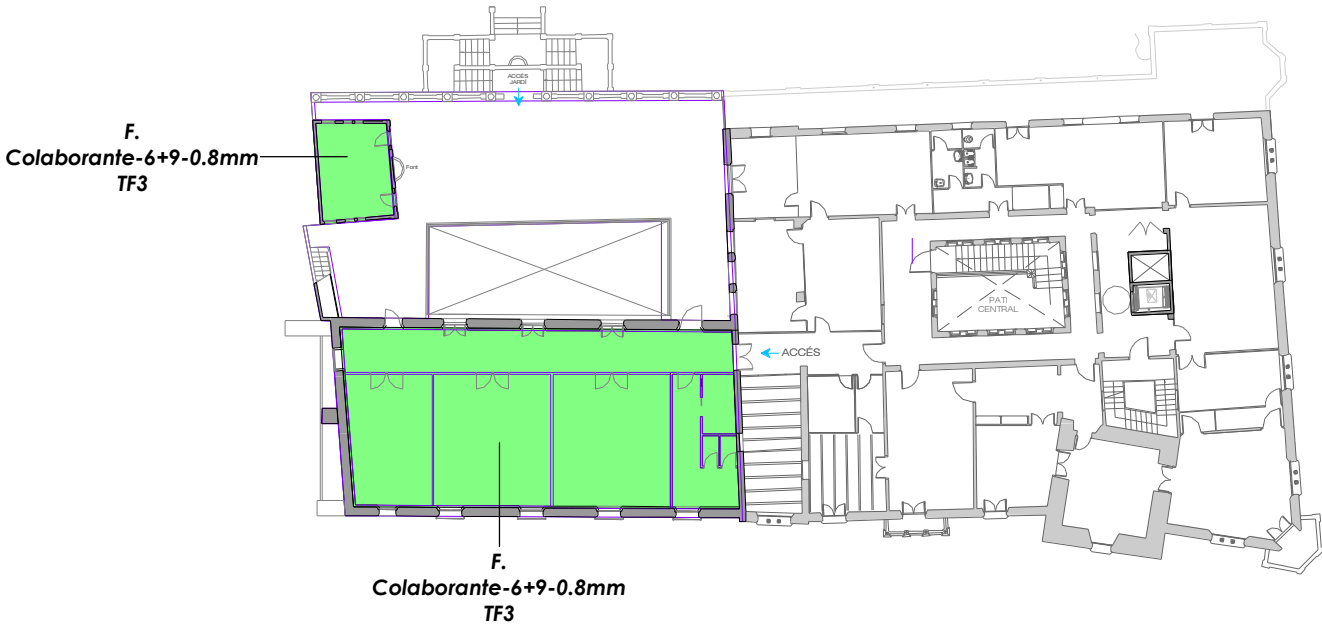 ACCÉS
JARDÍ
F.
Colaborante-6+9-0.8mm
TF3
Font
PATI
CENTRAL
ACCÉS
F.
Colaborante-6+9-0.8mm
TF3